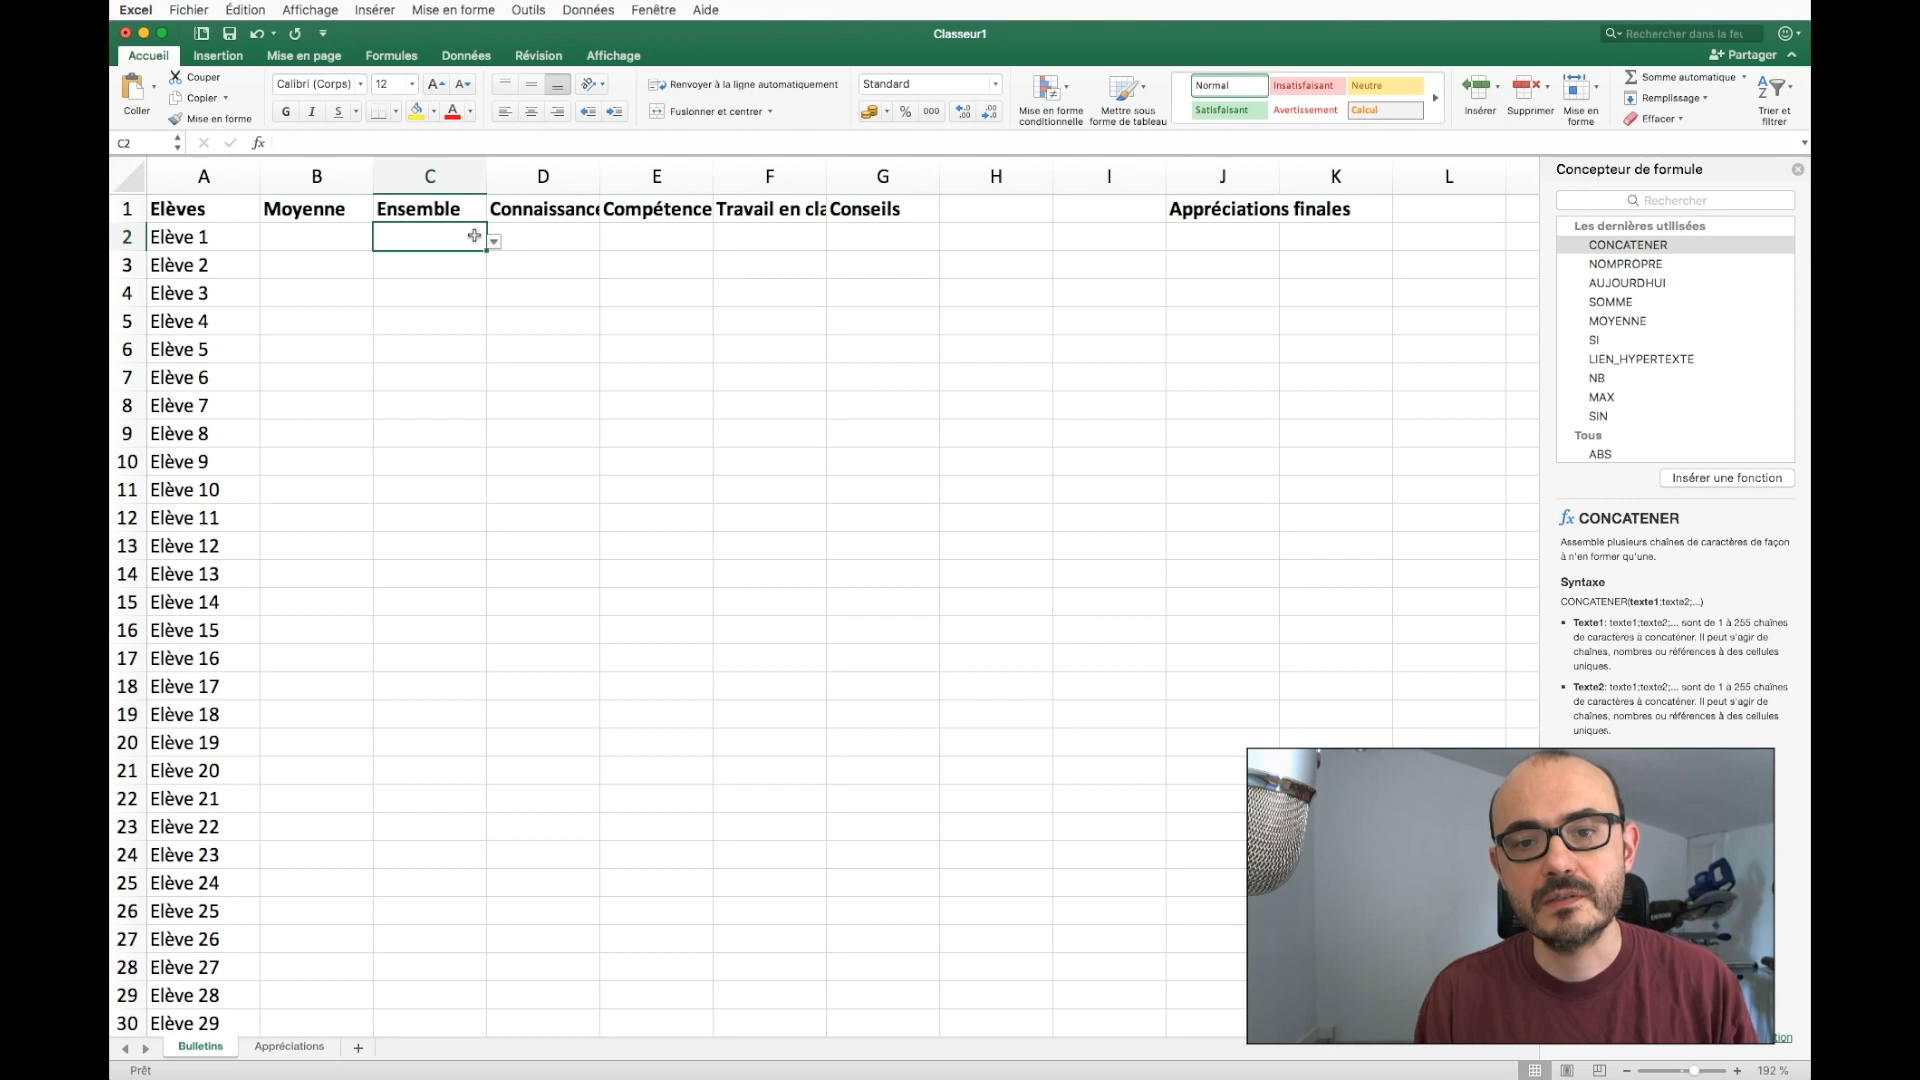 Excel Fichier Édition Affichage Insérer Mise en forme Outils Données Fenêtre Aide
Classeur1
Rechercher dans la feu
Accueil Insertion Mise en page Formules Données Révision Affichage
Partager
Coller
Couper
Copier
Mise en forme
Calibri (Corps) 12
G I S
Renvoyer à la ligne automatiquement
Fusionner et centrer
Standard
% 000
Mise en forme conditionnelle
Mettre sous forme de tableau
Normal Insatisfaisant Neutre
Satisfaisant Avertissement Calcul
Insérer
Supprimer
Mise en forme
Somme automatique
Remplissage
Effacer
Trier et filtrer
C2
fx
A B C D E F G H I J K L
1 Elèves Moyenne Ensemble Connaissance Compétence Travail en cla Conseils Appréciations finales
2 Elève 1
3 Elève 2
4 Elève 3
5 Elève 4
6 Elève 5
7 Elève 6
8 Elève 7
9 Elève 8
10 Elève 9
11 Elève 10
12 Elève 11
13 Elève 12
14 Elève 13
15 Elève 14
16 Elève 15
17 Elève 16
18 Elève 17
19 Elève 18
20 Elève 19
21 Elève 20
22 Elève 21
23 Elève 22
24 Elève 23
25 Elève 24
26 Elève 25
27 Elève 26
28 Elève 27
29 Elève 28
30 Elève 29
Concepteur de formule
Rechercher
Les dernières utilisées
CONCATENER
NOMPROPRE
AUJOURDHUI
SOMME
MOYENNE
SI
LIEN_HYPERTEXTE
NB
MAX
SIN
Tous
ABS
Insérer une fonction
fx CONCATENER
Assemble plusieurs chaînes de caractères de façon
à n'en former qu'une.
Syntaxe
CONCATENER(texte1;texte2;...)
Texte1: texte1;texte2;... sont de 1 à 255 chaînes
de caractères à concaténer. Il peut s'agir de
chaînes, nombres ou références à des cellules
uniques.
Texte2: texte1;texte2;... sont de 1 à 255 chaînes
de caractères à concaténer. Il peut s'agir de
chaînes, nombres ou références à des cellules
uniques.
tion
Bulletins Appréciations +
Prêt
192 %